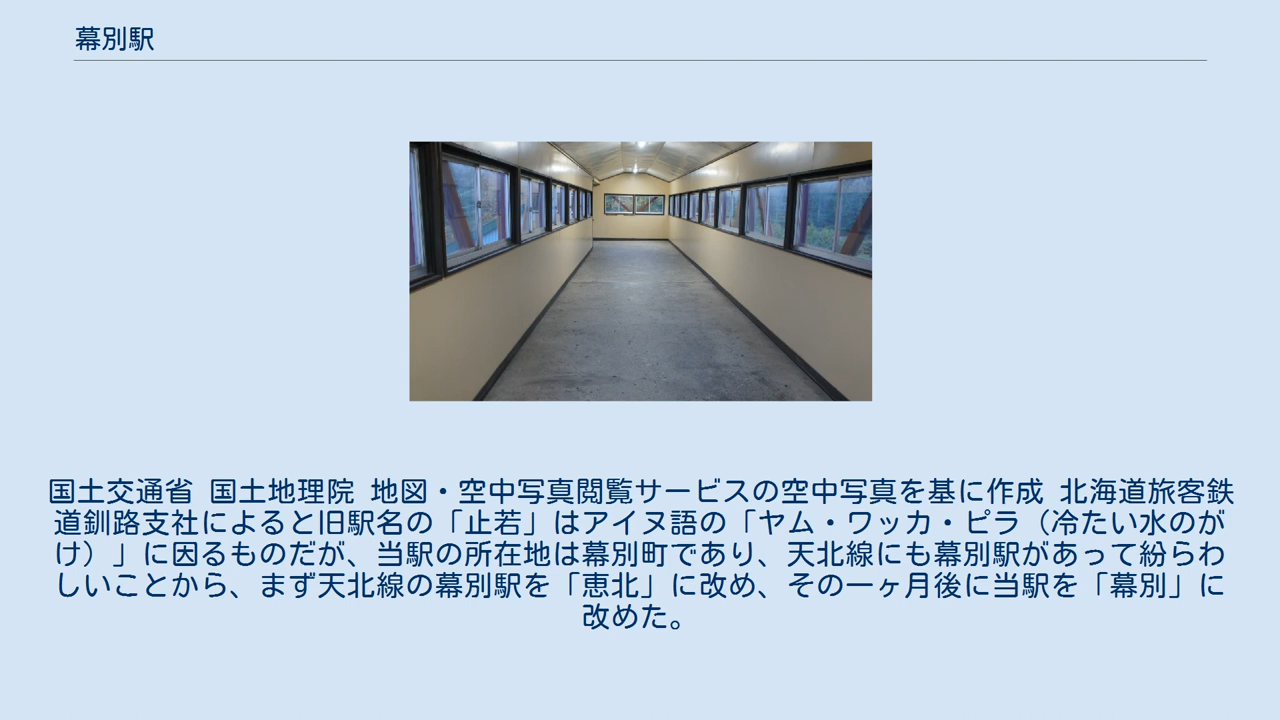 幕別駅
国土交通省 国土地理院 地図・空中写真閲覧サービスの空中写真を基に作成 北海道旅客鉄
道釧路支社によると旧駅名の「止若」はアイヌ語の「ヤム・ワッカ・ピラ（冷たい水のが
け）」に因るものだが、当駅の所在地は幕別町であり、天北線にも幕別駅があって紛らわ
しいことから、まず天北線の幕別駅を「恵北」に改め、その一ヶ月後に当駅を「幕別」に
改めた。